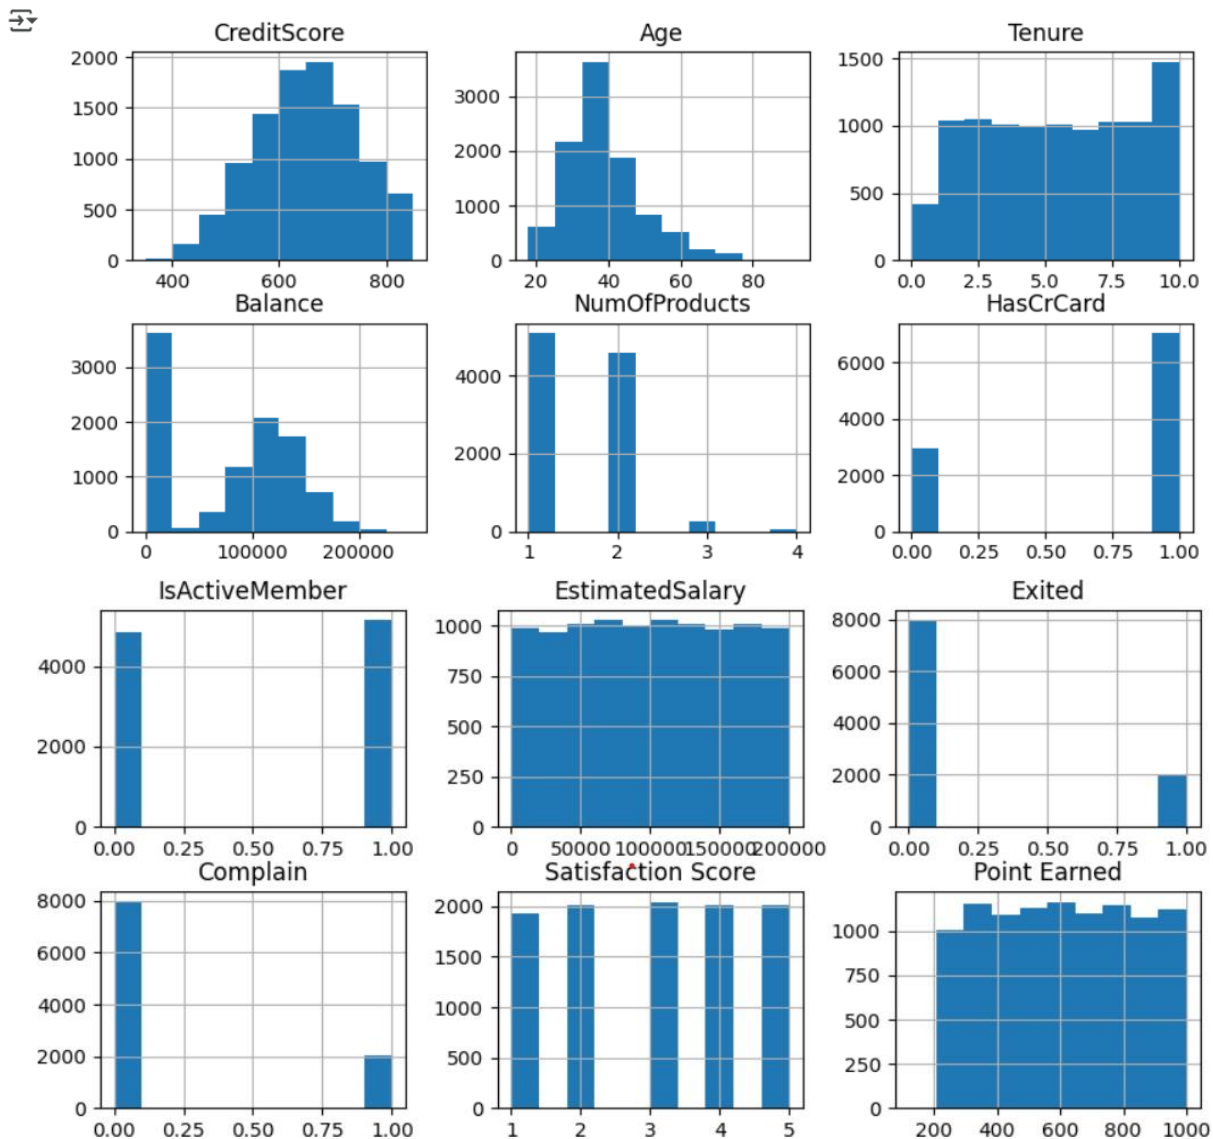 CreditScore Age Tenure
2000 3000 1500
1500 2000 1000
1000 1000 500
500 0 0
0
400 600 800 20 40 60 80 0.0 2.5 5.0 7.5 10.0
Balance NumOfProducts HasCrCard
3000 4000 6000
2000 2000 4000
1000 0 2000
0 0
0 100000 200000 1 2 3 4 0.00 0.25 0.50 0.75 1.00
IsActiveMember EstimatedSalary Exited
4000 1000 8000
2000 750 6000
0 500 4000
250 2000
0 0
0.00 0.25 0.50 0.75 1.00 0 50000 100000 150000 200000 0.00 0.25 0.50 0.75 1.00
Complain Satisfaction Score Point Earned
8000 2000 1000
6000 1500 750
4000 1000 500
2000 500 250
0 0 0
0.00 0.25 0.50 0.75 1.00 1 2 3 4 5 200 400 600 800 1000